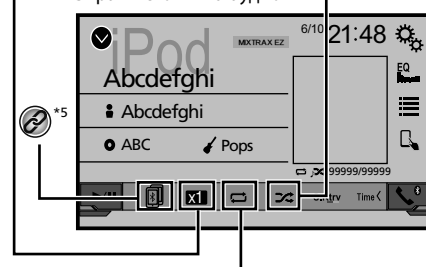 iPod
MIXTRAX EZ
6/10 21:48
EQ
Abcdefghi
Abcdefghi
*5
ABC
Pops
99999/99999
x1
Time